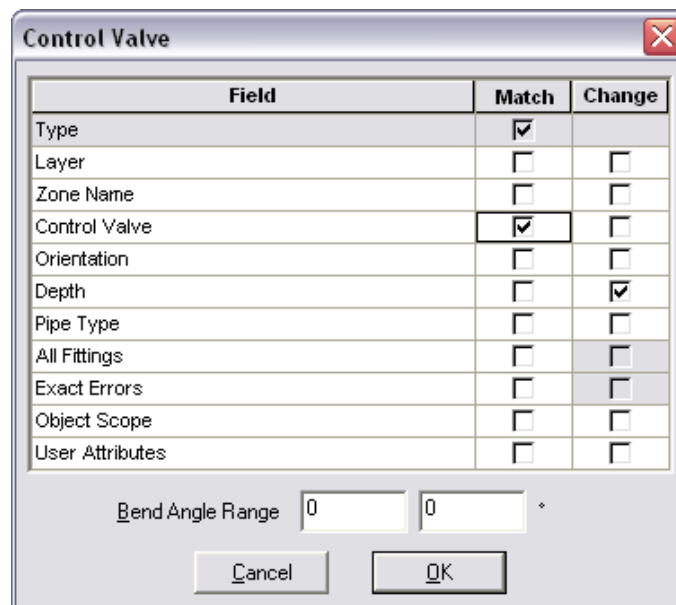 Control Valve
Field Match Change
Type
Layer
Zone Name
Control Valve
Orientation
Depth
Pipe Type
All Fittings
Exact Errors
Object Scope
User Attributes
Bend Angle Range 0 0 °
Cancel OK